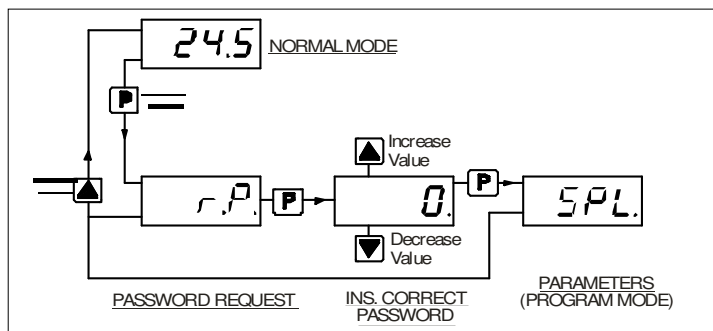 24.5
NORMAL MODE
P
Increase
Value
r.P.
P
0.
P
SPL.
Decrease
Value
PASSWORD REQUEST
INS. CORRECT
PASSWORD
PARAMETERS
(PROGRAM MODE)